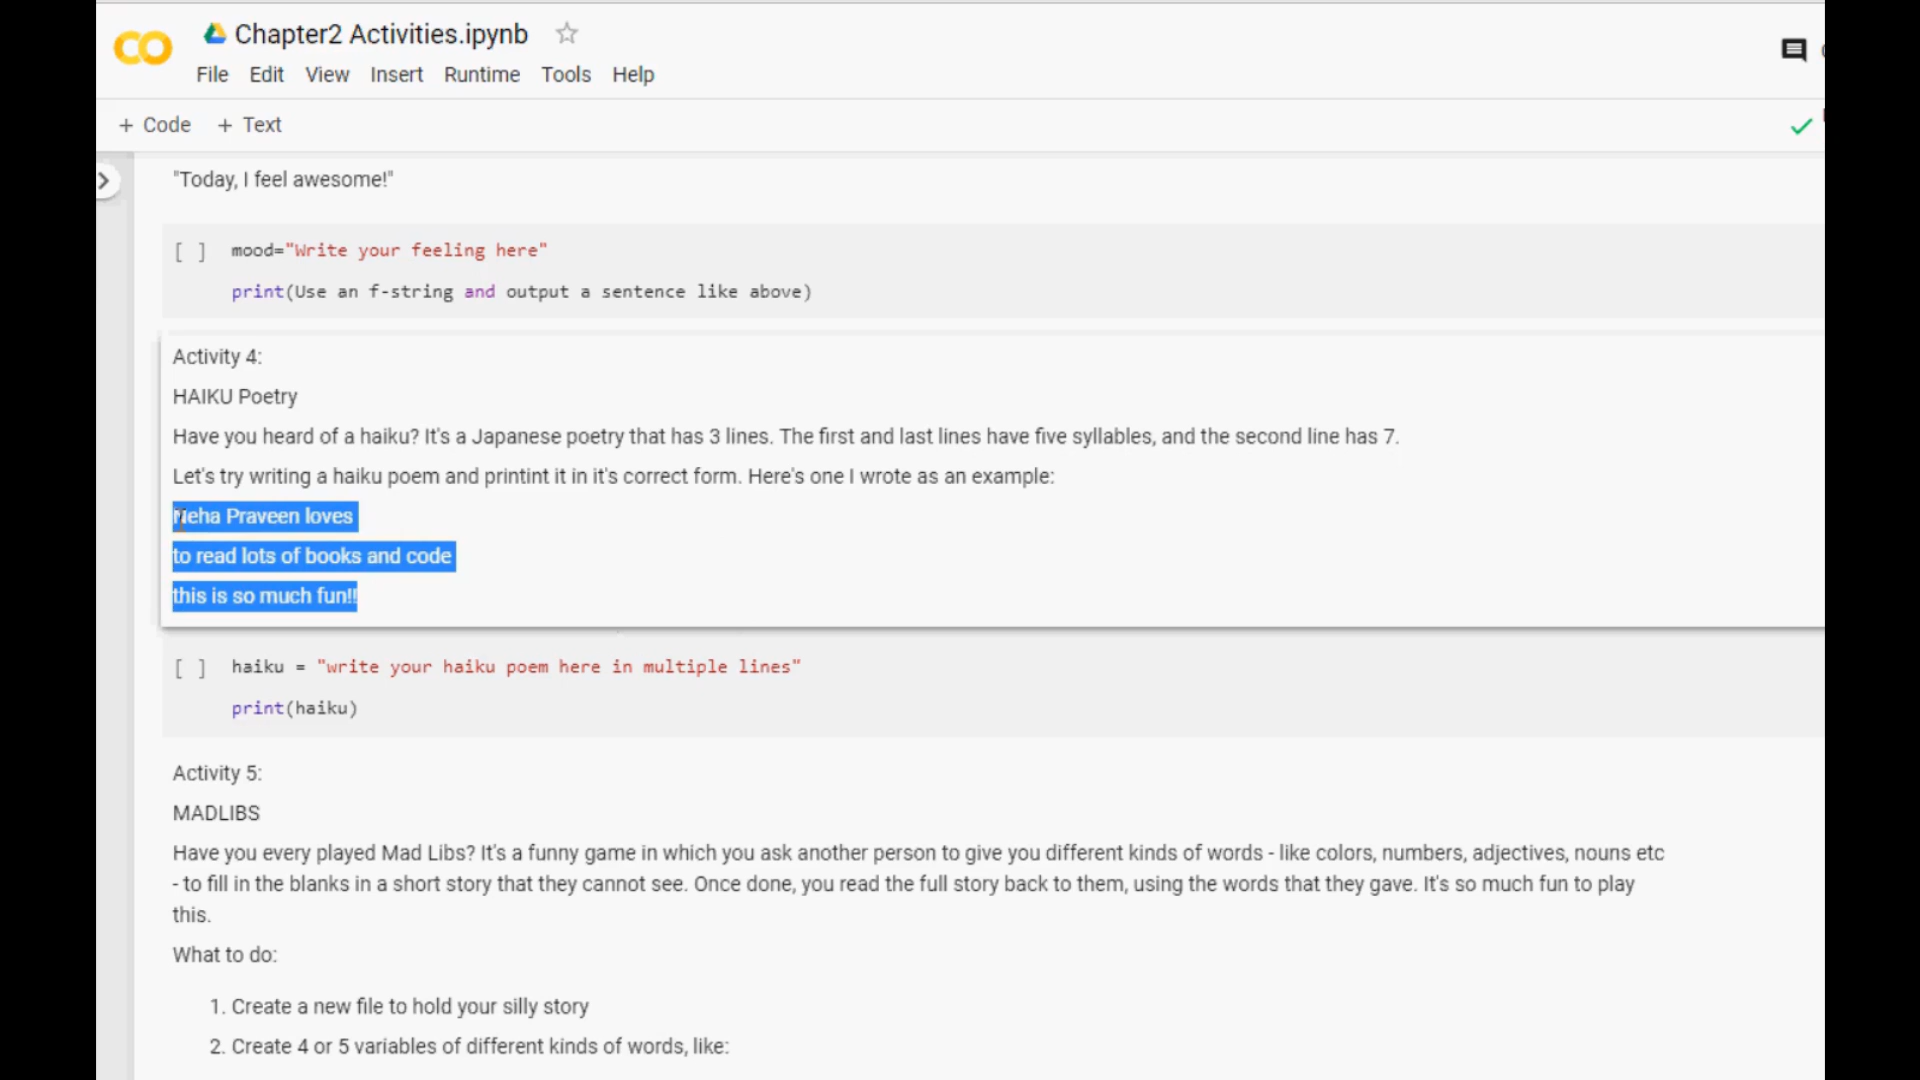 Chapter2 Activities.ipynb
File Edit View Insert Runtime Tools Help
+ Code + Text
"Today, I feel awesome!"
[ ] mood="Write your feeling here"
print(Use an f-string and output a sentence like above)
Activity 4:
HAIKU Poetry
Have you heard of a haiku? It's a Japanese poetry that has 3 lines. The first and last lines have five syllables, and the second line has 7.
Let's try writing a haiku poem and printint it in it's correct form. Here's one I wrote as an example:
Neha Praveen loves
to read lots of books and code
this is so much fun!!
[ ] haiku = "write your haiku poem here in multiple lines"
print(haiku)
Activity 5:
MADLIBS
Have you every played Mad Libs? It's a funny game in which you ask another person to give you different kinds of words - like colors, numbers, adjectives, nouns etc
- to fill in the blanks in a short story that they cannot see. Once done, you read the full story back to them, using the words that they gave. It's so much fun to play
this.
What to do:
1. Create a new file to hold your silly story
2. Create 4 or 5 variables of different kinds of words, like: